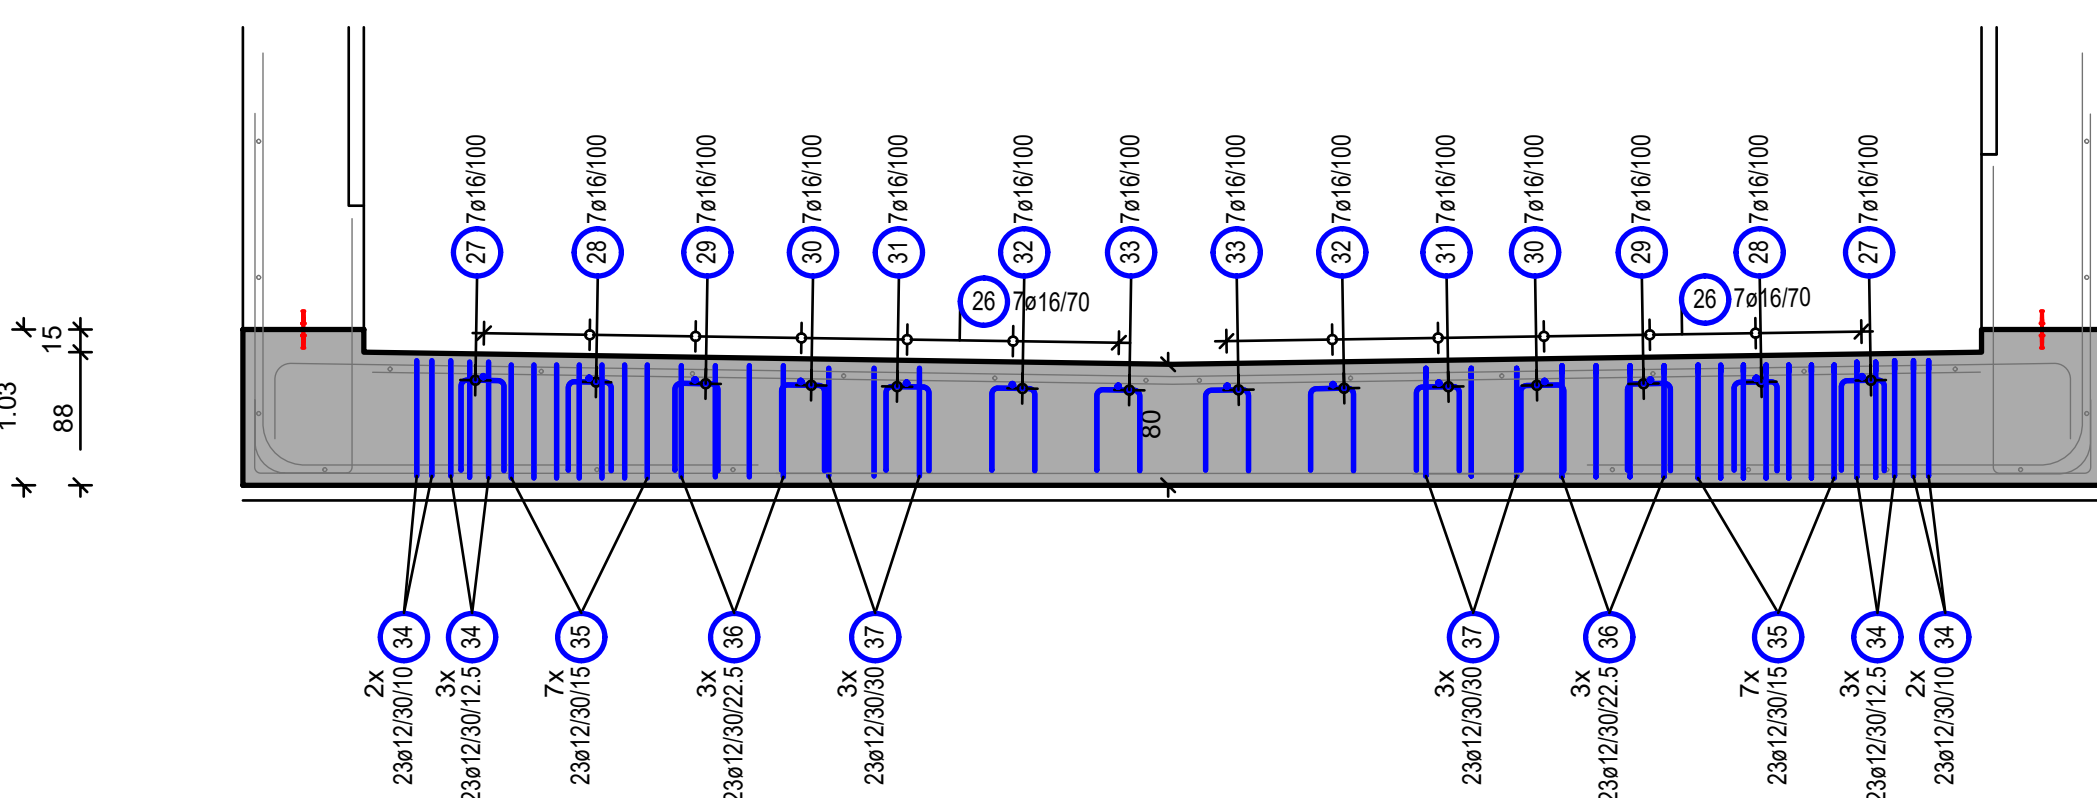 7ø16/100
7ø16/100
7ø16/100
7ø16/100
7ø16/100
7ø16/100
7ø16/100
7ø16/100
7ø16/100
7ø16/100
7ø16/100
7ø16/100
7ø16/100
7ø16/100
27
28
29
30
31
32
33
33
32
31
30
29
28
27
26 7ø16/70
26 7ø16/70
15
1.03
88
80
34
34
35
36
37
37
36
35
34
34
2x
23ø12/30/10
3x
23ø12/30/12.5
7x
23ø12/30/15
3x
23ø12/30/22.5
3x
23ø12/30/30
3x
23ø12/30/30
3x
23ø12/30/22.5
7x
23ø12/30/15
3x
23ø12/30/12.5
2x
23ø12/30/10